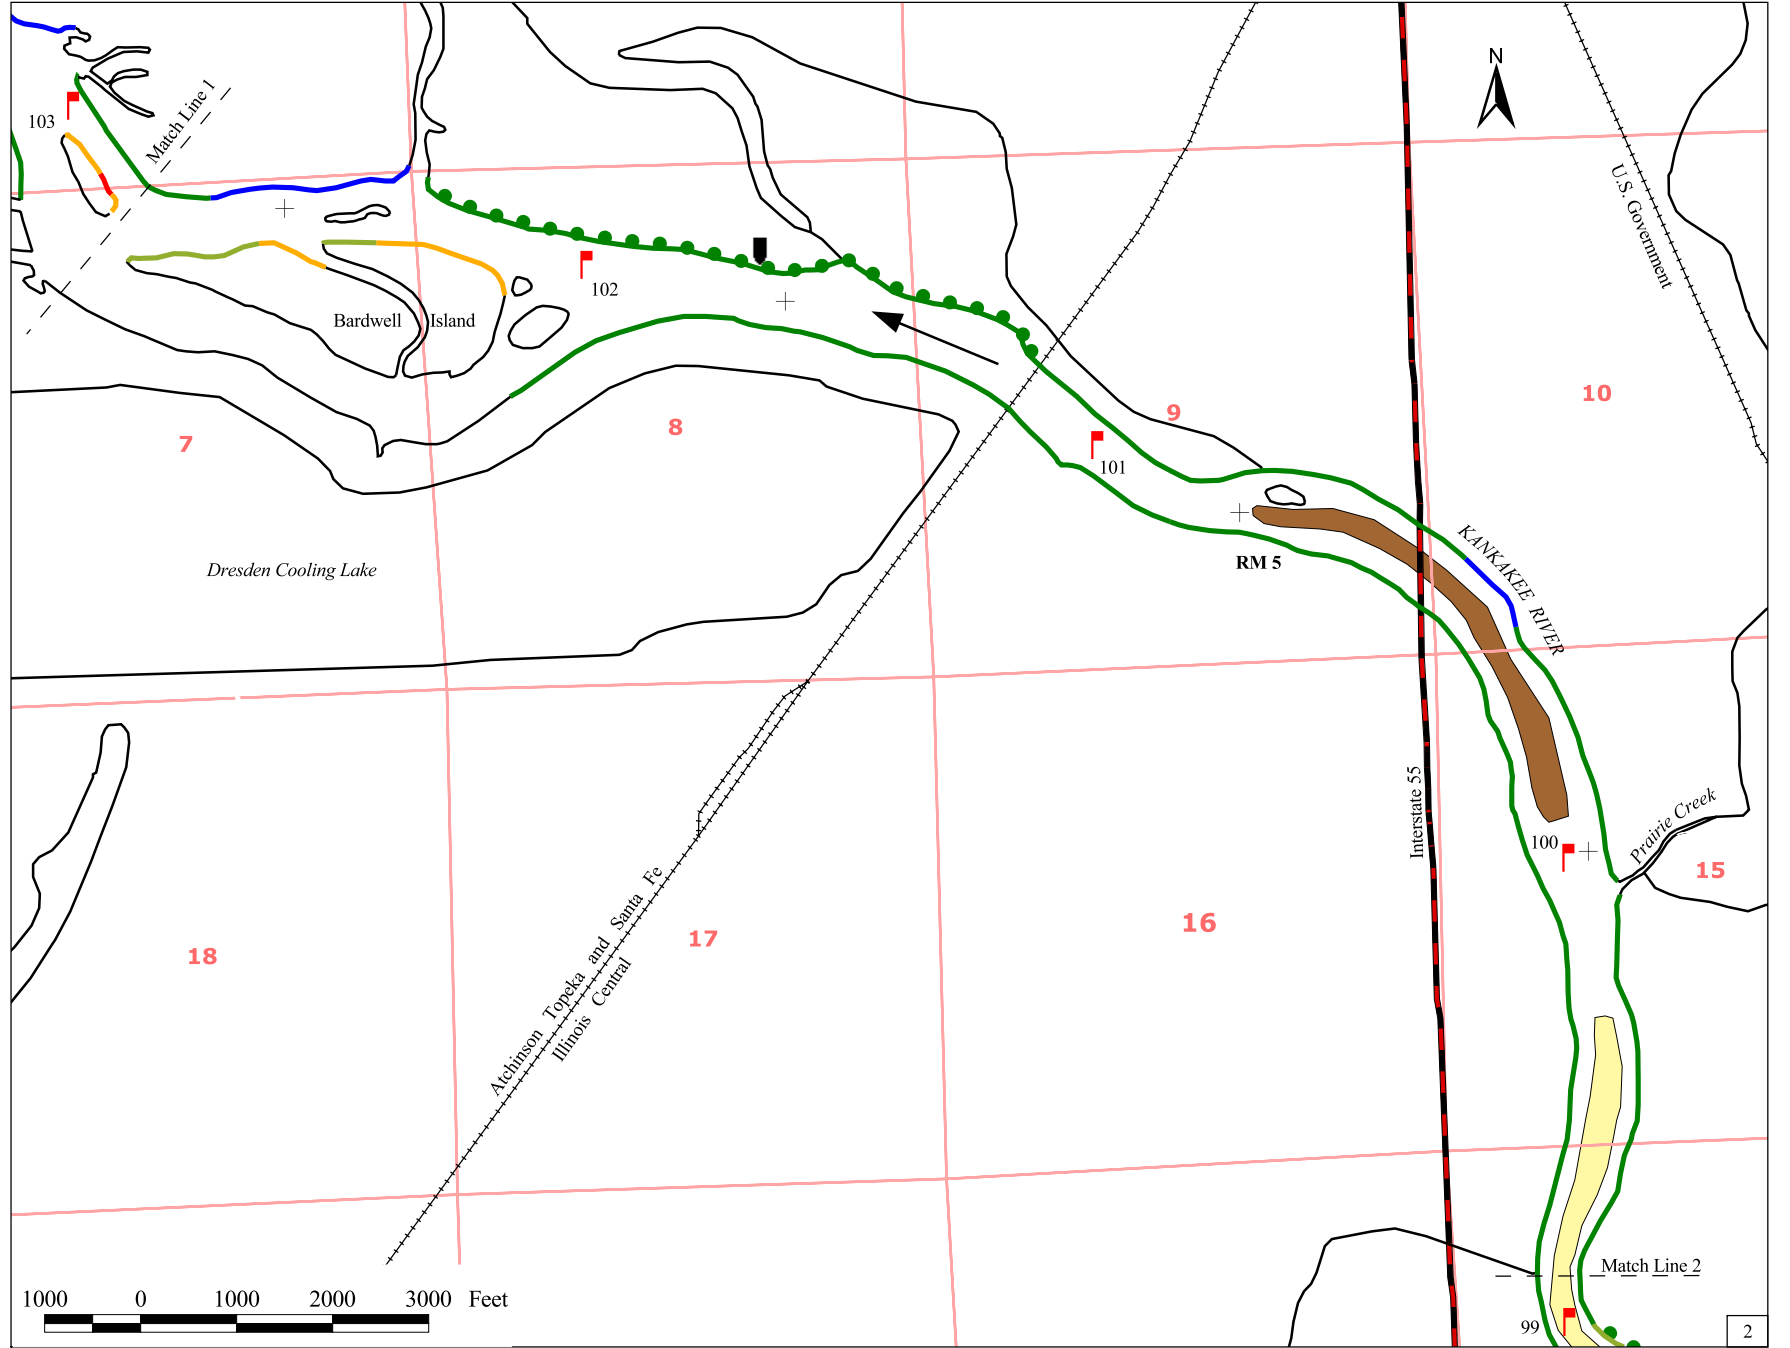 N
103
Match Line 1
U.S. Government
102
Bardwell Island
10
9
8
7
101
KANKAKEE RIVER
RM 5
Dresden Cooling Lake
Interstate 55
Prairie Creek
100
15
16
17
18
Atchinson Topeka and Santa Fe
Illinois Central
Match Line 2
1000 0 1000 2000 3000 Feet
99
2